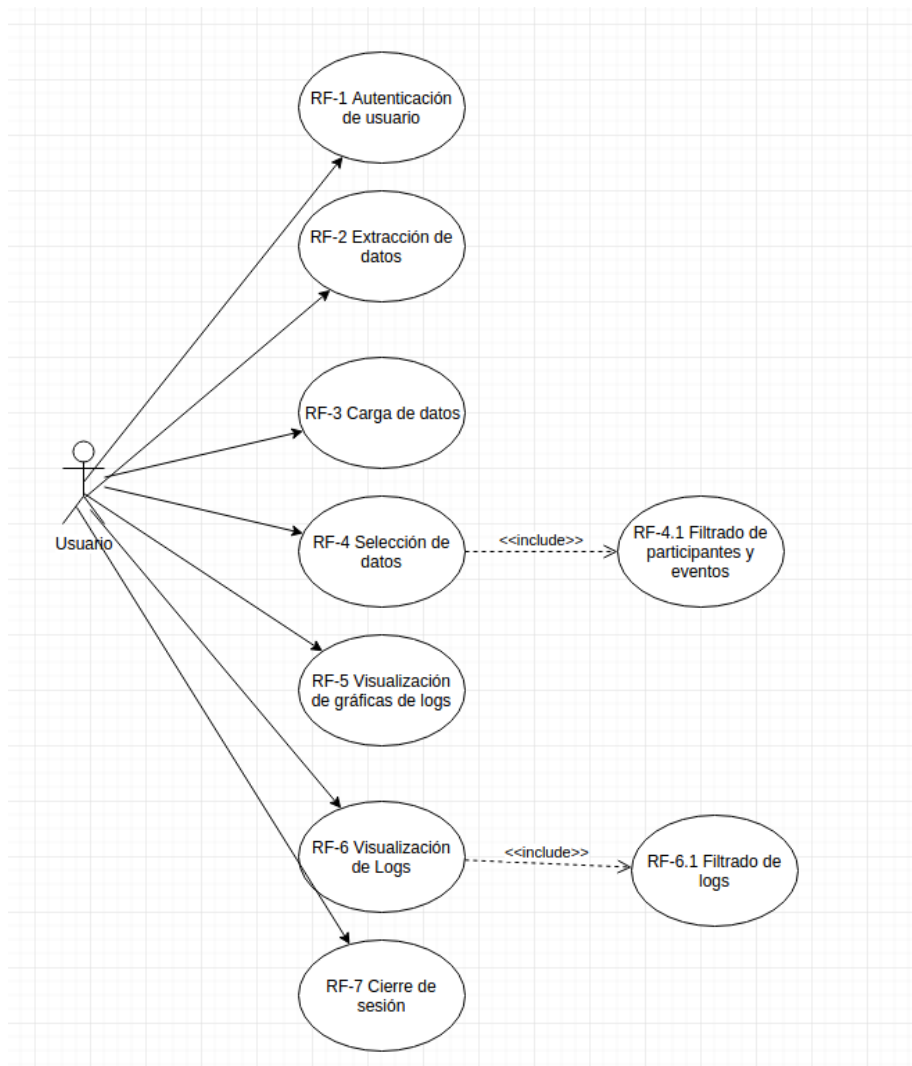 RF-1 Autenticación
de usuario
RF-2 Extracción de
datos
RF-3 Carga de datos
Usuario
RF-4 Selección de
datos
<<include>>
RF-4.1 Filtrado de
participantes y
eventos
RF-5 Visualización
de gráficas de logs
RF-6 Visualización
de Logs
<<include>>
RF-6.1 Filtrado de
logs
RF-7 Cierre de
sesión